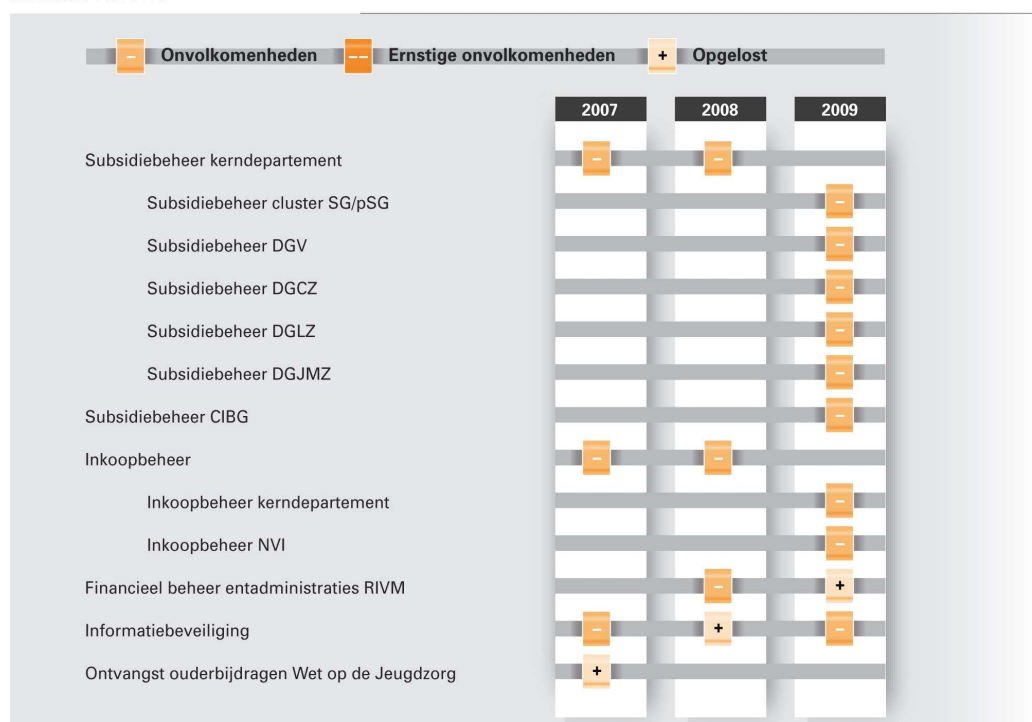 – Onvolkomenheden –– Ernstige onvolkomenheden + Opgelost
2007 2008 2009
Subsidiebeheer kerndepartement – –
Subsidiebeheer cluster SG/pSG –
Subsidiebeheer DGV –
Subsidiebeheer DGCZ –
Subsidiebeheer DGLZ –
Subsidiebeheer DGJMZ –
Subsidiebeheer CIBG –
Inkoopbeheer – –
Inkoopbeheer kerndepartement –
Inkoopbeheer NVI –
Financieel beheer entadministraties RIVM – +
Informatiebeveiliging – + –
Ontvangst ouderbijdragen Wet op de Jeugdzorg +